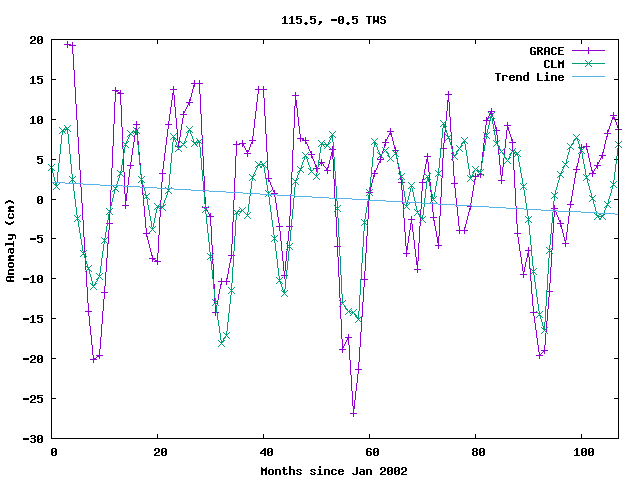 115.5, -0.5 TWS
GRACE
CLM
Trend Line
20
15
10
5
0
-5
-10
-15
-20
-25
-30
Anomaly (cm)
0 20 40 60 80 100
Months since Jan 2002